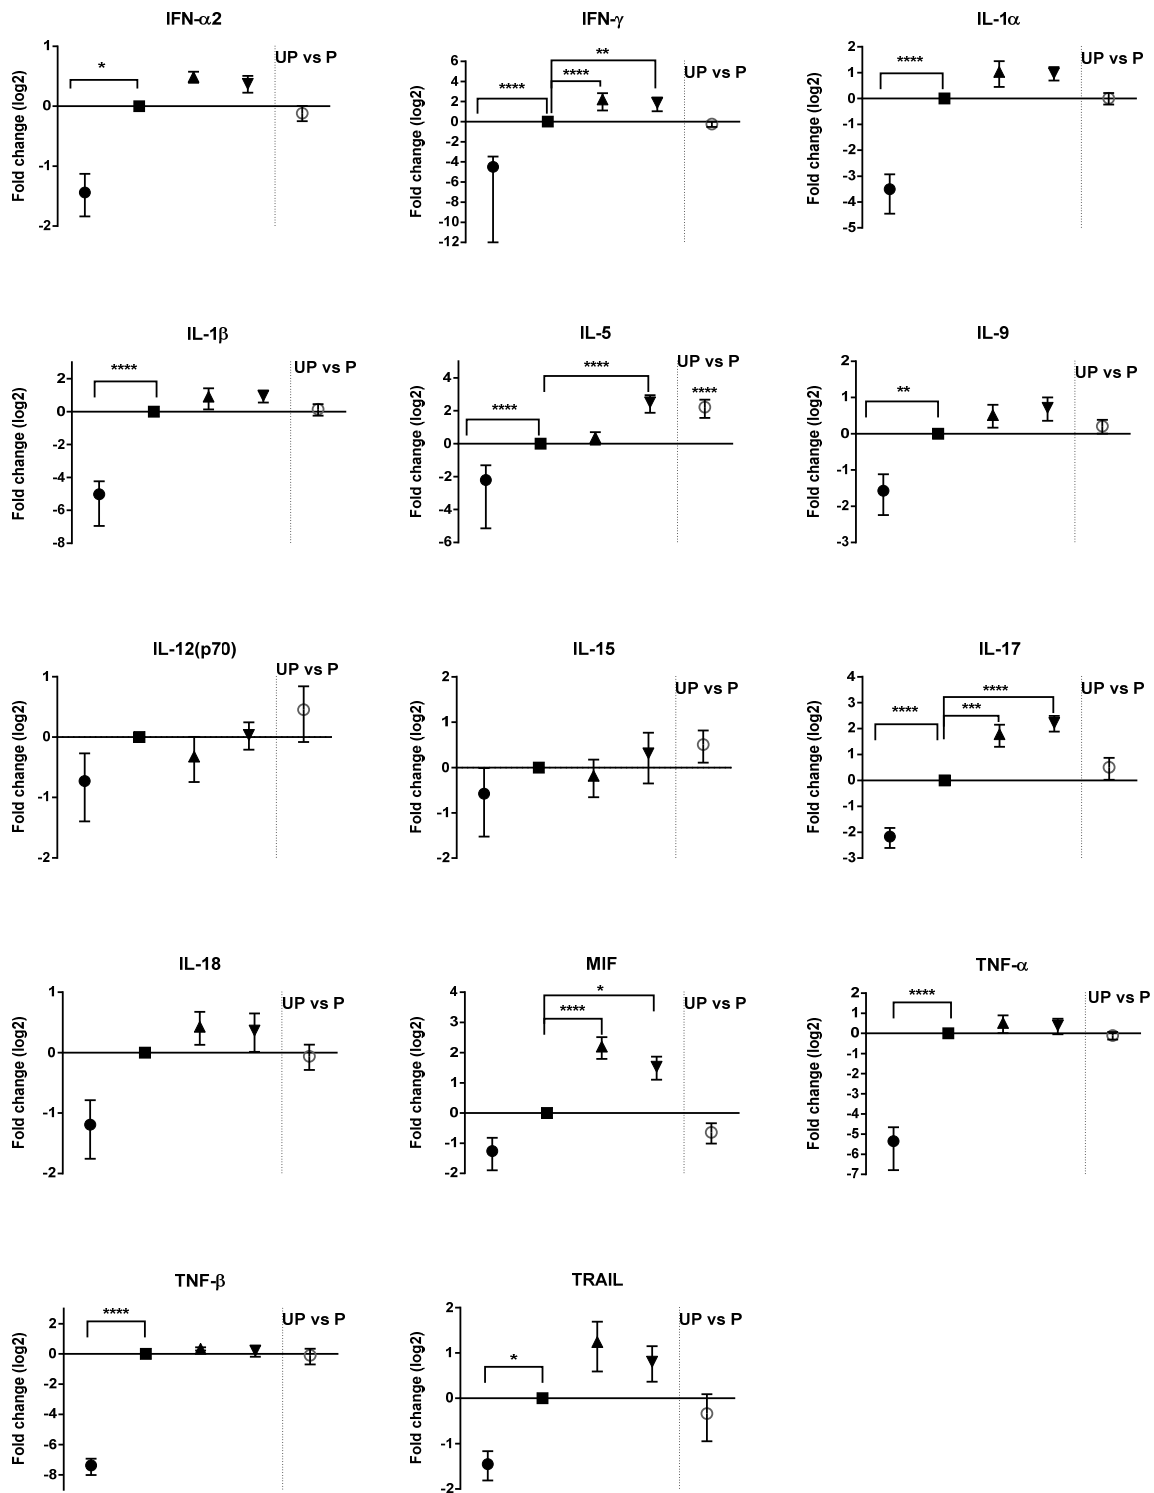 IFN-α2
UP vs P
Fold change (log2)
1
0
-1
-2
*
IFN-γ
UP vs P
Fold change (log2)
6
4
2
0
-2
-4
-6
-8
-10
-12
****
****
**
IL-1α
UP vs P
Fold change (log2)
2
1
0
-1
-2
-3
-4
-5
****
IL-1β
UP vs P
Fold change (log2)
2
0
-2
-4
-6
-8
****
IL-5
UP vs P
Fold change (log2)
4
2
0
-2
-4
-6
****
****
****
IL-9
UP vs P
Fold change (log2)
2
1
0
-1
-2
-3
**
IL-12(p70)
UP vs P
Fold change (log2)
1
0
-1
-2
IL-15
UP vs P
Fold change (log2)
2
1
0
-1
-2
IL-17
UP vs P
Fold change (log2)
4
3
2
1
0
-1
-2
-3
****
***
****
IL-18
UP vs P
Fold change (log2)
1
0
-1
-2
MIF
UP vs P
Fold change (log2)
4
3
2
1
0
-1
-2
****
*
TNF-α
UP vs P
Fold change (log2)
2
1
0
-1
-2
-3
-4
-5
-6
-7
****
TNF-β
UP vs P
Fold change (log2)
2
0
-2
-4
-6
-8
****
TRAIL
UP vs P
Fold change (log2)
2
1
0
-1
-2
*